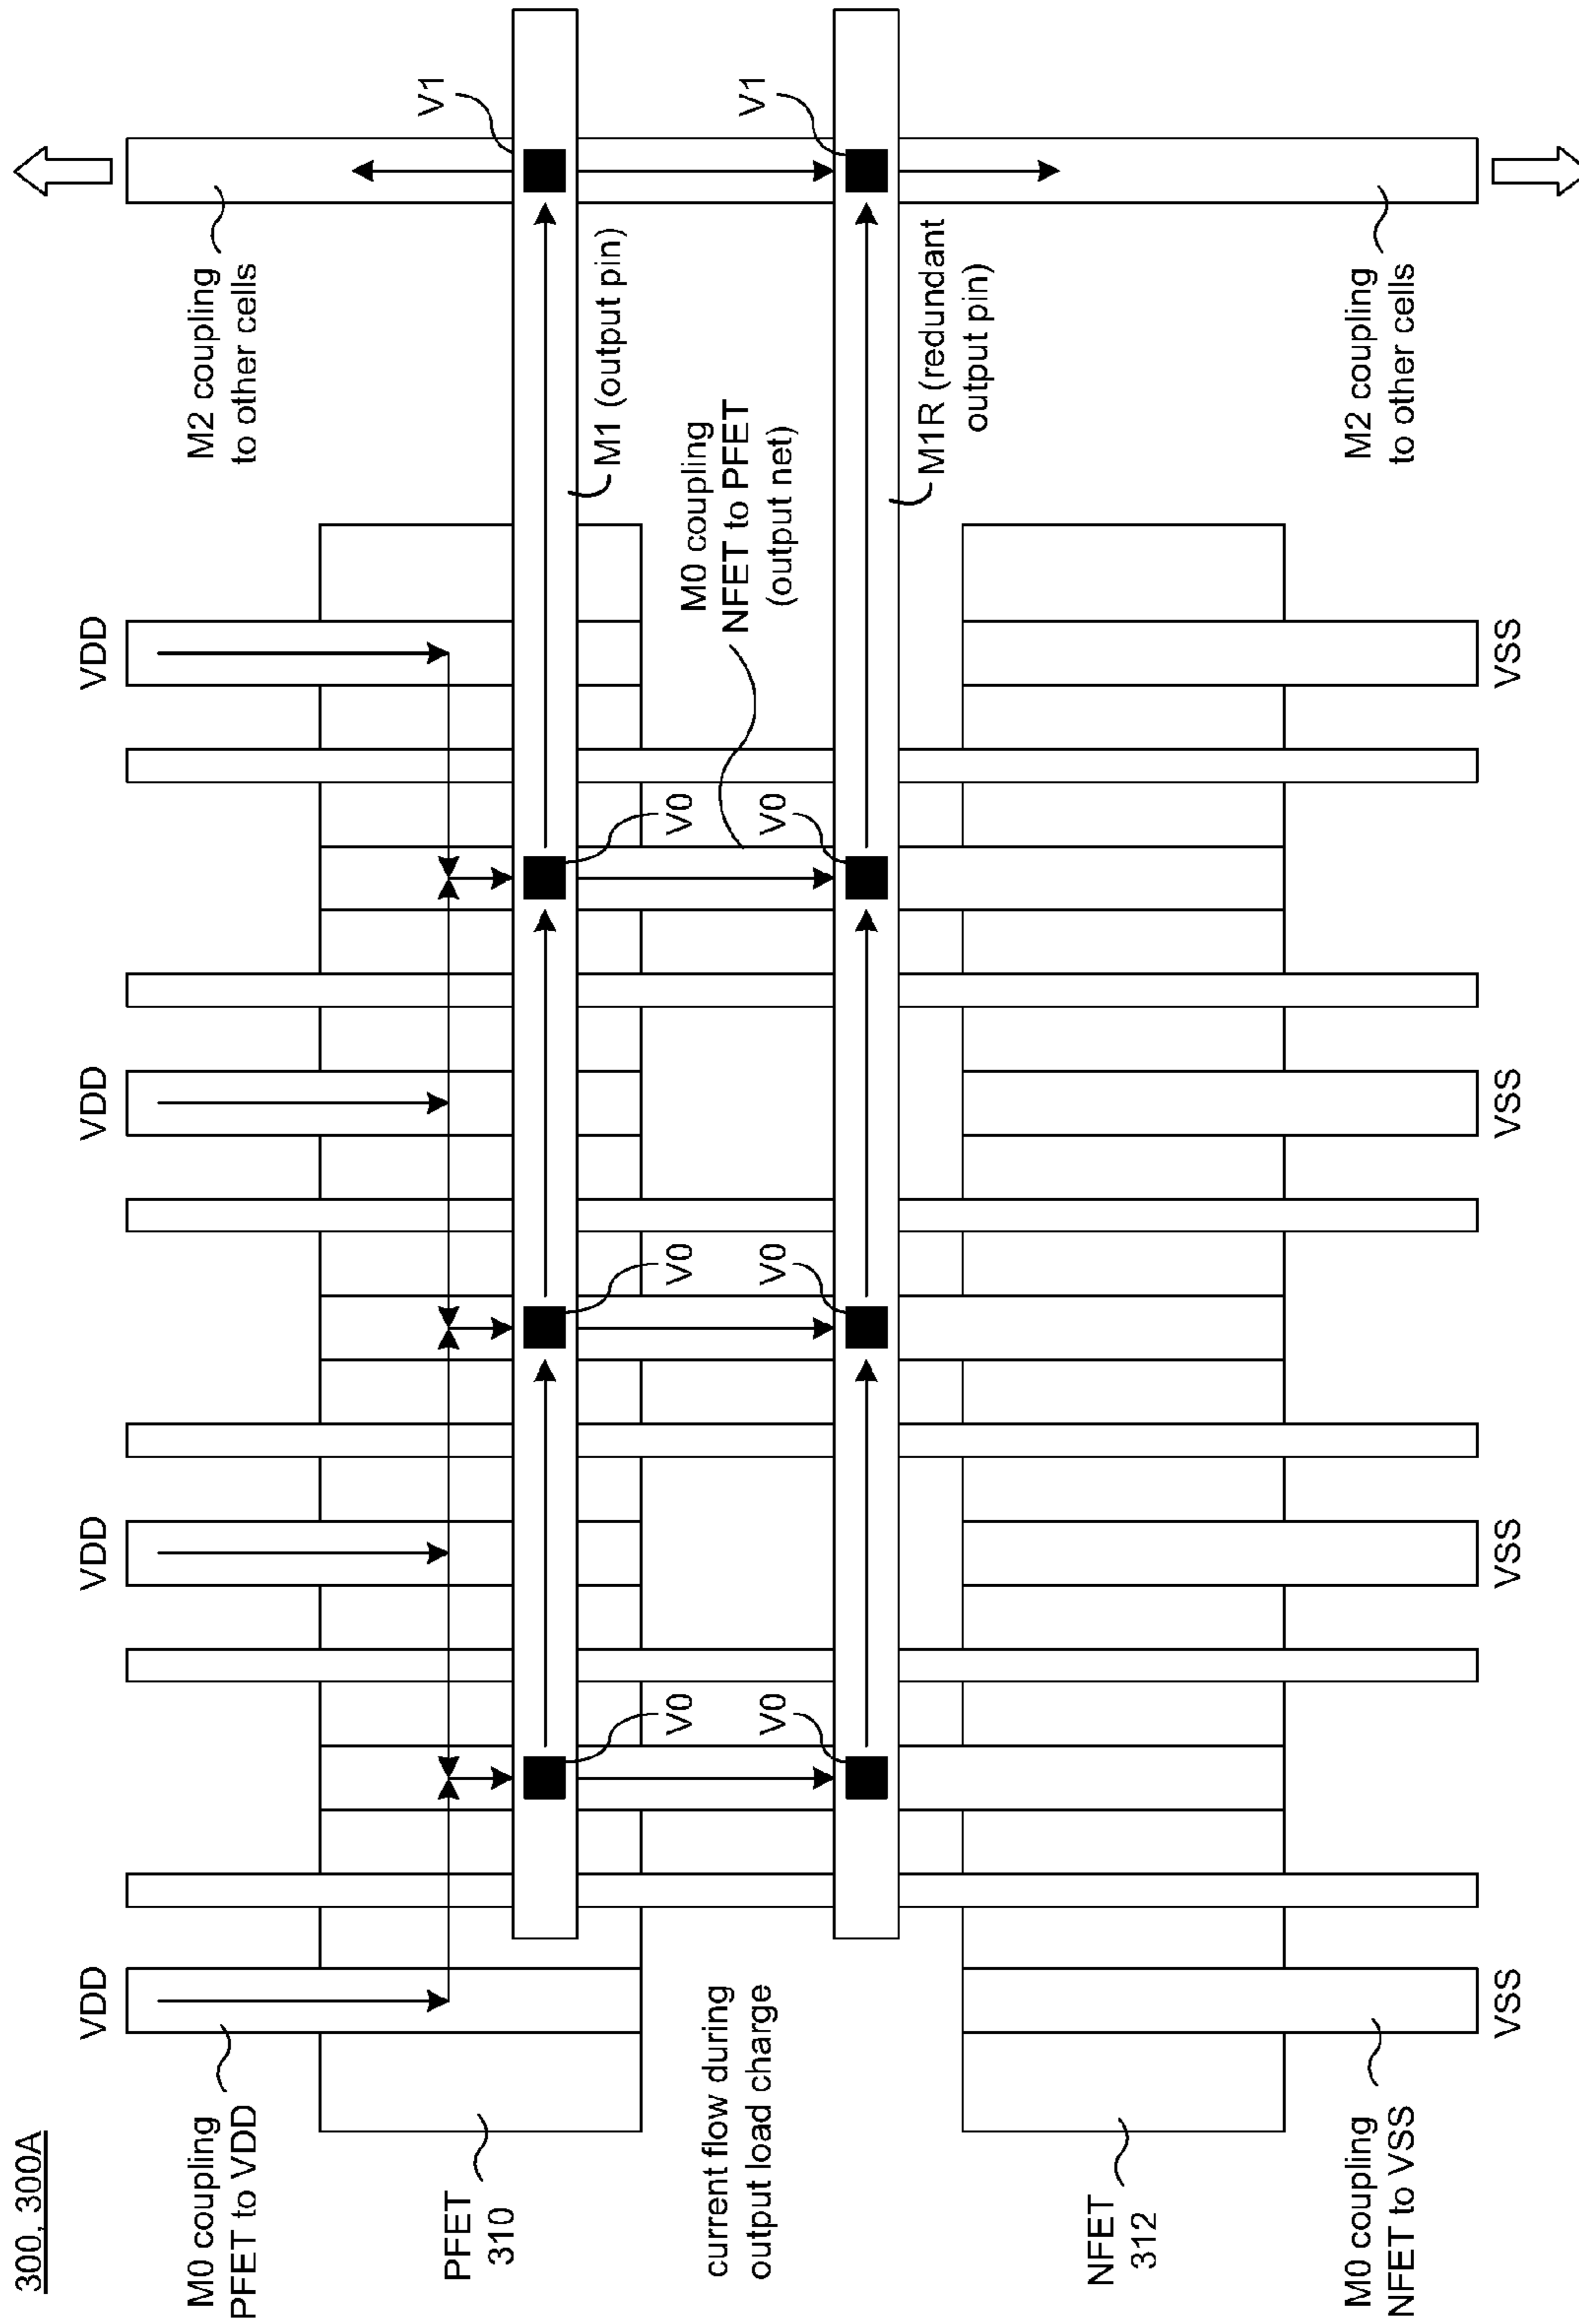 300, 300A
M0 coupling
PFET to VDD
VDD
VDD
VDD
VDD
M2 coupling
to other cells
V1
PFET
310
M1 (output pin)
V0
V0
V0
current flow during
output load charge
M0 coupling
NFET to PFET
(output net)
V0
V0
V0
V1
M1R (redundant
output pin)
NFET
312
M0 coupling
NFET to VSS
VSS
VSS
VSS
VSS
M2 coupling
to other cells